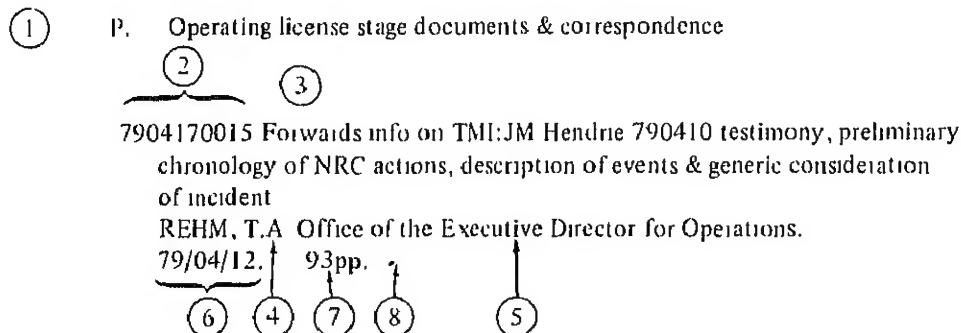 1 P. Operating license stage documents & correspondence
2
3
7904170015 Forwards info on TMI:JM Hendrie 790410 testimony, preliminary
chronology of NRC actions, description of events & generic consideration
of incident
REHM, T.A Office of the Executive Director for Operations.
79/04/12. 93pp.
6 4 7 8 5